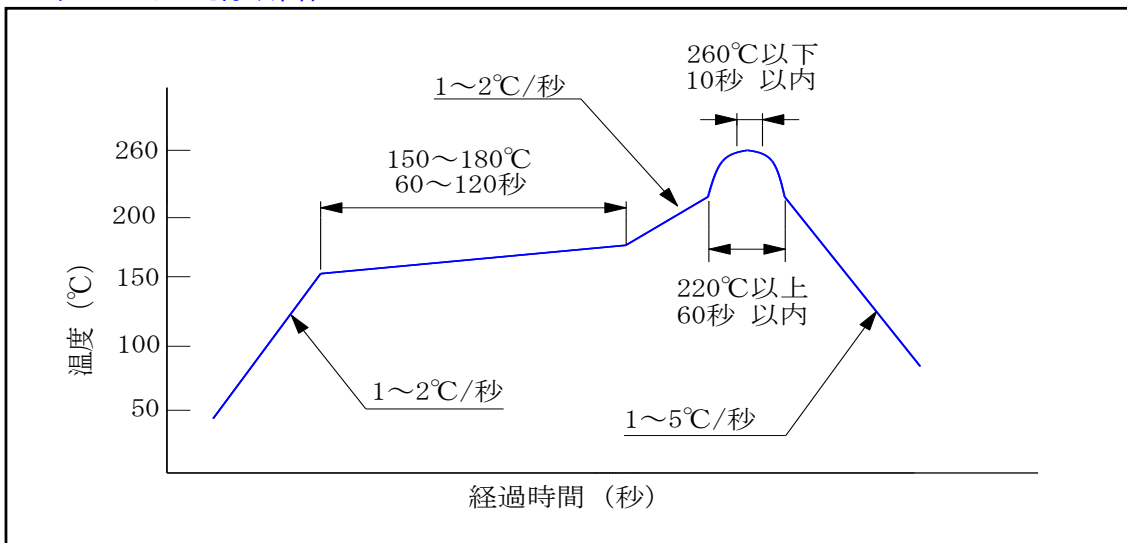 260℃以下
10秒 以内
1～2℃/秒
150～180℃
60～120秒
260
200
150
100
50
温度 (℃)
220℃以上
60秒 以内
1～2℃/秒
1～5℃/秒
経過時間 (秒)